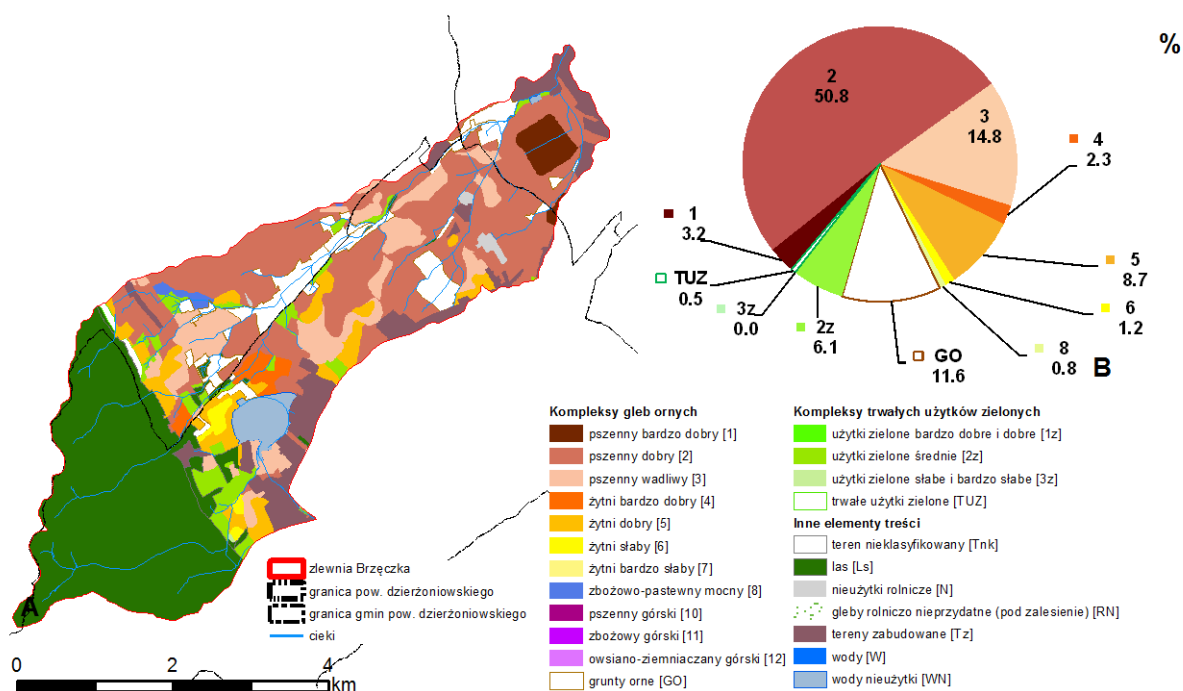 %
2
50.8
3
14.8
4
2.3
1
3.2
5
8.7
TUZ
0.5
3z
0.0
2z
6.1
6
1.2
GO
11.6
8
0.8
B
A
zlewnia Brzęczka
granica pow. dzierżoniowskiego
granica gmin pow. dzierżoniowskiego
cieki
0 2 4
km
Kompleksy gleb ornych
pszenny bardzo dobry [1]
pszenny dobry [2]
pszenny wadliwy [3]
żytni bardzo dobry [4]
żytni dobry [5]
żytni słaby [6]
żytni bardzo słaby [7]
zbożowo-pastewny mocny [8]
pszenny górski [10]
zbożowy górski [11]
owsiano-ziemniaczany górski [12]
grunty orne [GO]
Kompleksy trwałych użytków zielonych
użytki zielone bardzo dobre i dobre [1z]
użytki zielone średnie [2z]
użytki zielone słabe i bardzo słabe [3z]
trwałe użytki zielone [TUZ]
Inne elementy treści
teren nieklasyfikowany [Tnk]
las [Ls]
nieużytki rolnicze [N]
gleby rolniczo nieprzydatne (pod zalesienie) [RN]
tereny zabudowane [Tz]
wody [W]
wody nieużytki [WN]